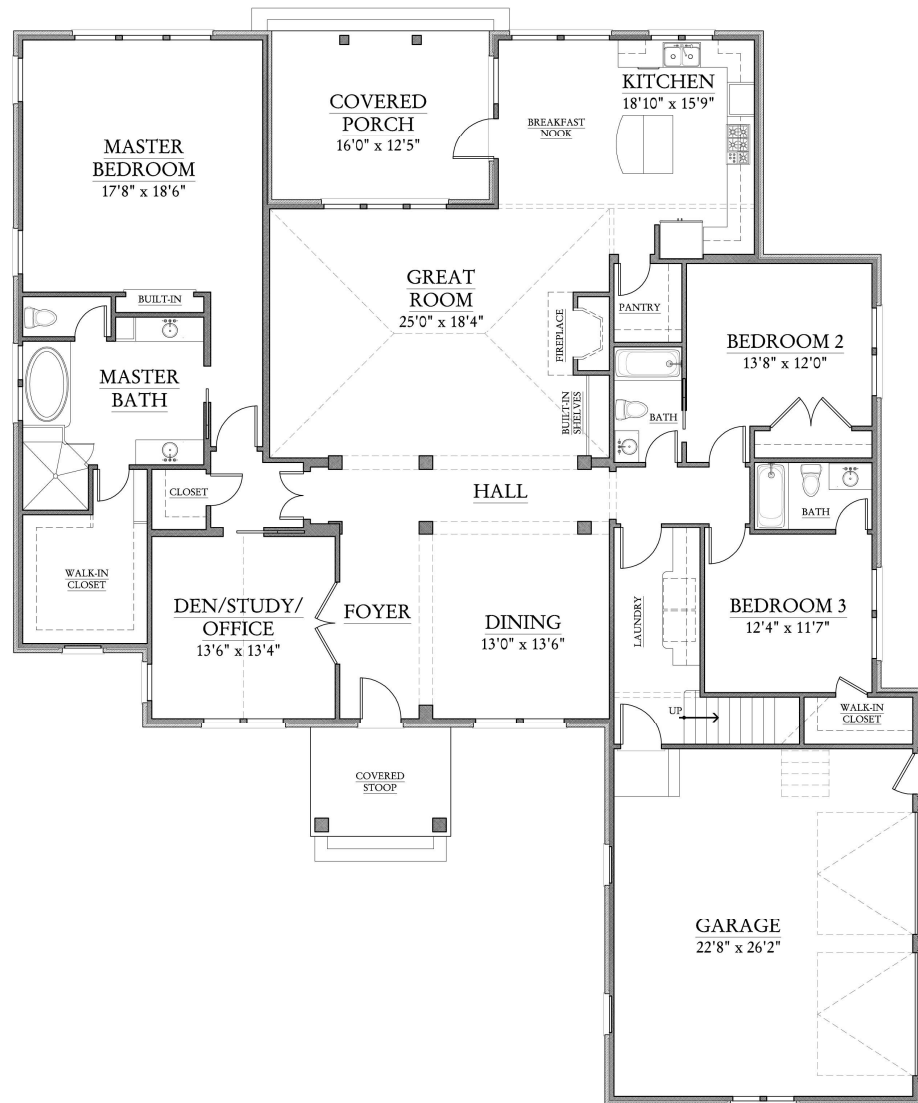 COVERED
PORCH
16'0" x 12'5"
KITCHEN
18'10" x 15'9"
BREAKFAST
NOOK
MASTER
BEDROOM
17'8" x 18'6"
BUILT-IN
GREAT
ROOM
25'0" x 18'4"
FIREPLACE
PANTRY
BEDROOM 2
13'8" x 12'0"
MASTER
BATH
BUILT-IN
SHELVES
BATH
CLOSET
HALL
BATH
WALK-IN
CLOSET
DEN/STUDY/
OFFICE
13'6" x 13'4"
FOYER
DINING
13'0" x 13'6"
LAUNDRY
BEDROOM 3
12'4" x 11'7"
UP
WALK-IN
CLOSET
COVERED
STOOP
GARAGE
22'8" x 26'2"